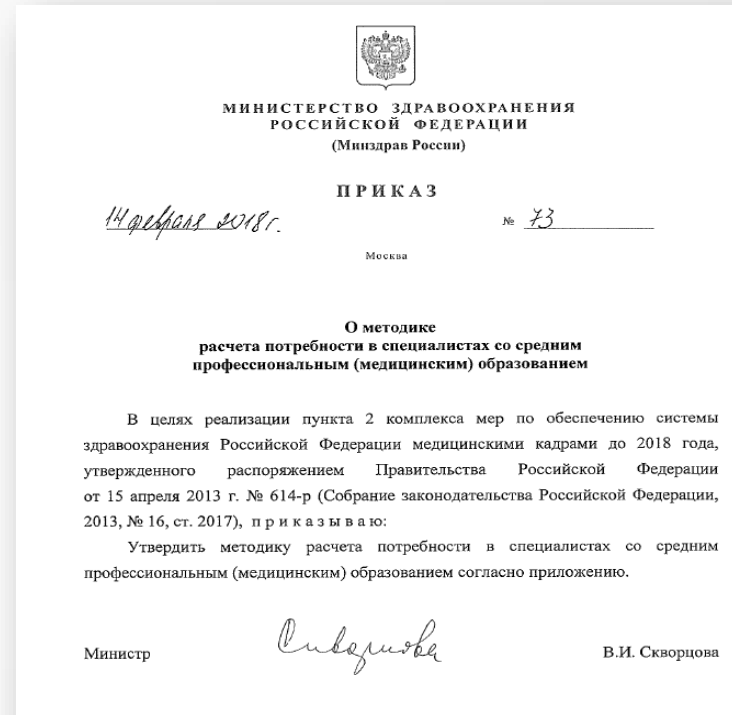 МИНИСТЕРСТВО ЗДРАВООХРАНЕНИЯ
РОССИЙСКОЙ ФЕДЕРАЦИИ
(Минздрав России)
ПРИКАЗ
14 февраля 2018 г. № 73
Москва
О методике
расчета потребности в специалистах со средним
профессиональным (медицинским) образованием
В целях реализации пункта 2 комплекса мер по обеспечению системы
здравоохранения Российской Федерации медицинскими кадрами до 2018 года,
утвержденного распоряжением Правительства Российской Федерации
от 15 апреля 2013 г. № 614-р (Собрание законодательства Российской Федерации,
2013, № 16, ст. 2017), п р и к а з ы в а ю:
Утвердить методику расчета потребности в специалистах со средним
профессиональным (медицинским) образованием согласно приложению.
Министр В.И. Скворцова